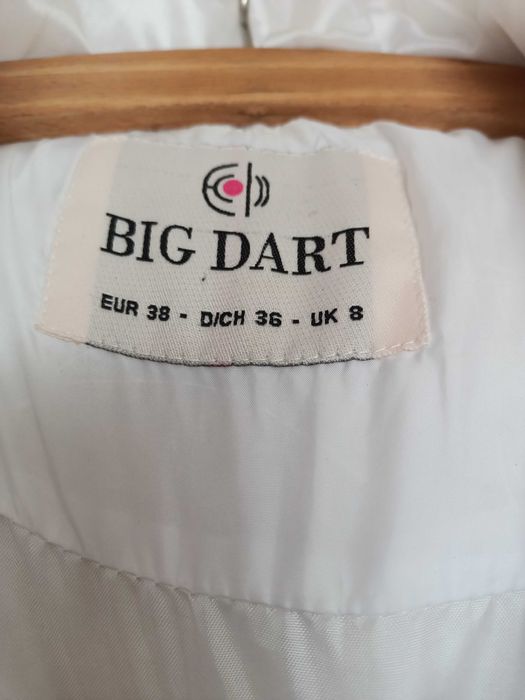 BIG DART
EUR 38 - D/CH 36 - UK 8